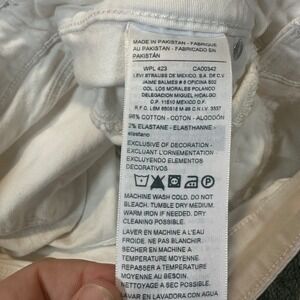 MADE IN PAKISTAN - FABRIQUE
AU PAKISTAN - FABRICADO EN
PAKISTÁN
WPL 423 CA00342
LEVI STRAUSS DE MEXICO, S.A. DE C.V.
JAIME BALMES # 8 OFICINA 602
COL. LOS MORALES POLANCO
DELEGACION MIGUEL HIDALGO
C.P. 11510 MEXICO D.F.
98% COTTON - COTON - ALGODÓN
2% ELASTANE - ELASTHANNE -
elastano
EXCLUSIVE OF DECORATION -
EXCLUANT L'ORNEMENTATION -
EXCLUYENDO ELEMENTOS
DECORATIVOS
MACHINE WASH COLD. DO NOT
BLEACH. TUMBLE DRY MEDIUM.
WARM IRON IF NEEDED. DRY
CLEANING POSSIBLE.
LAVER EN MACHINE A L'EAU
FROIDE. NE PAS BLANCHIR.
SECHER EN MACHINE A
TEMPERATURE MOYENNE.
REPASSER A TEMPERATURE
MOYENNE AU BESOIN
NETTOYAGE A SEC POSSIBLE.
LAVAR EN LAVADORA CON AGUA